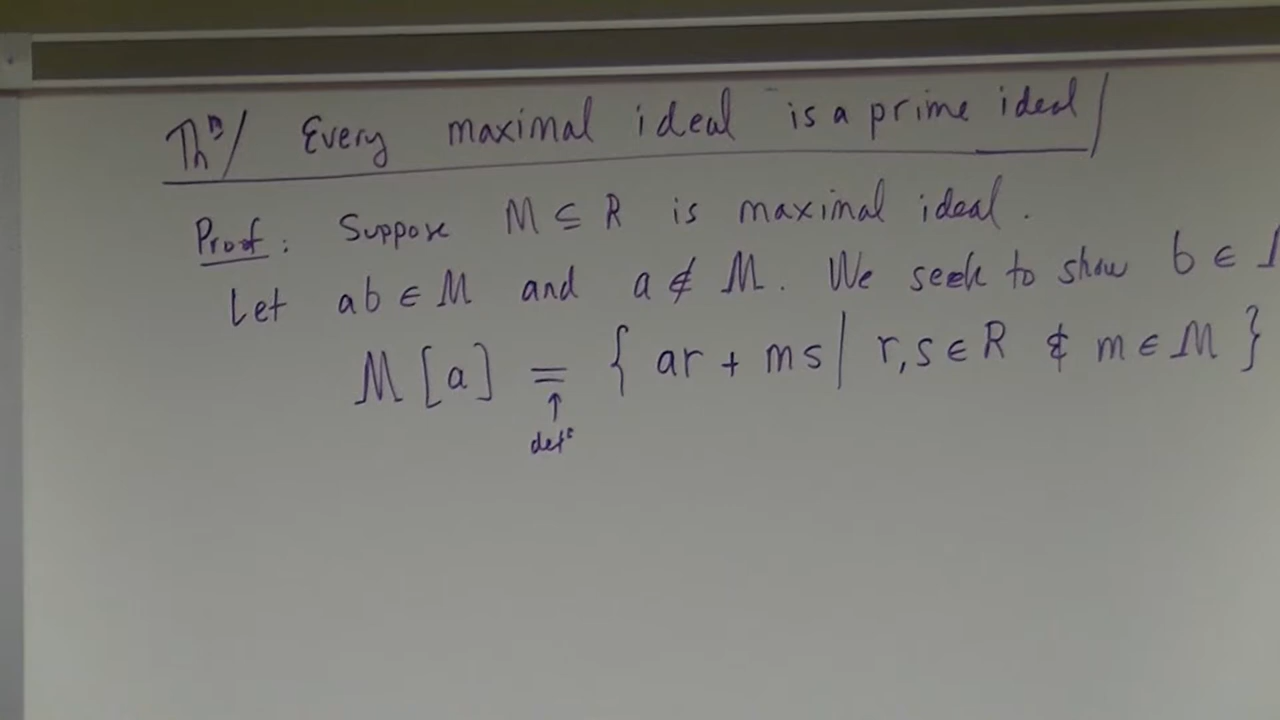 Thⁿ/ Every maximal ideal is a prime ideal/
Proof: Suppose M ⊆ R is maximal ideal.
Let ab ∈ M and a ∉ M. We seek to show b ∈
M[a] = { ar + ms | r,s ∈ R & m ∈ M }
↑
defⁿ